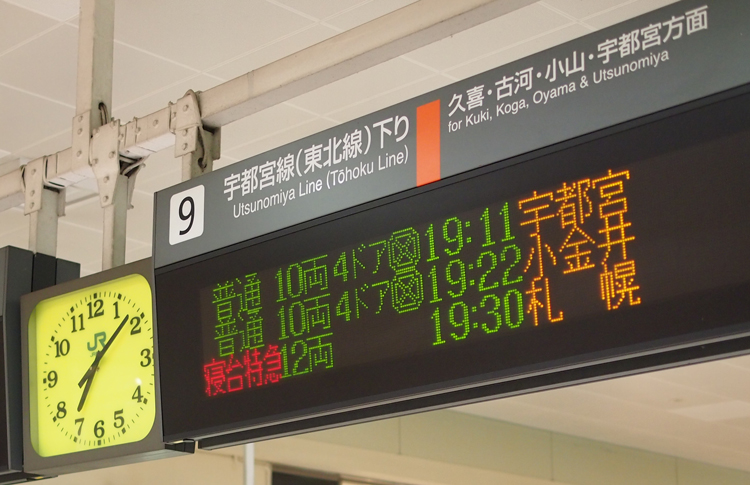 9
宇都宮線(東北線)下り
Utsunomiya Line (Tōhoku Line)
久喜・古河・小山・宇都宮方面
for Kuki, Koga, Oyama & Utsunomiya
普通 10両 4ドア 19:11 宇都宮
普通 10両 4ドア 19:22 小金井
寝台特急 12両 19:30 札幌
JR
12
1
2
3
4
5
6
7
8
9
10
11